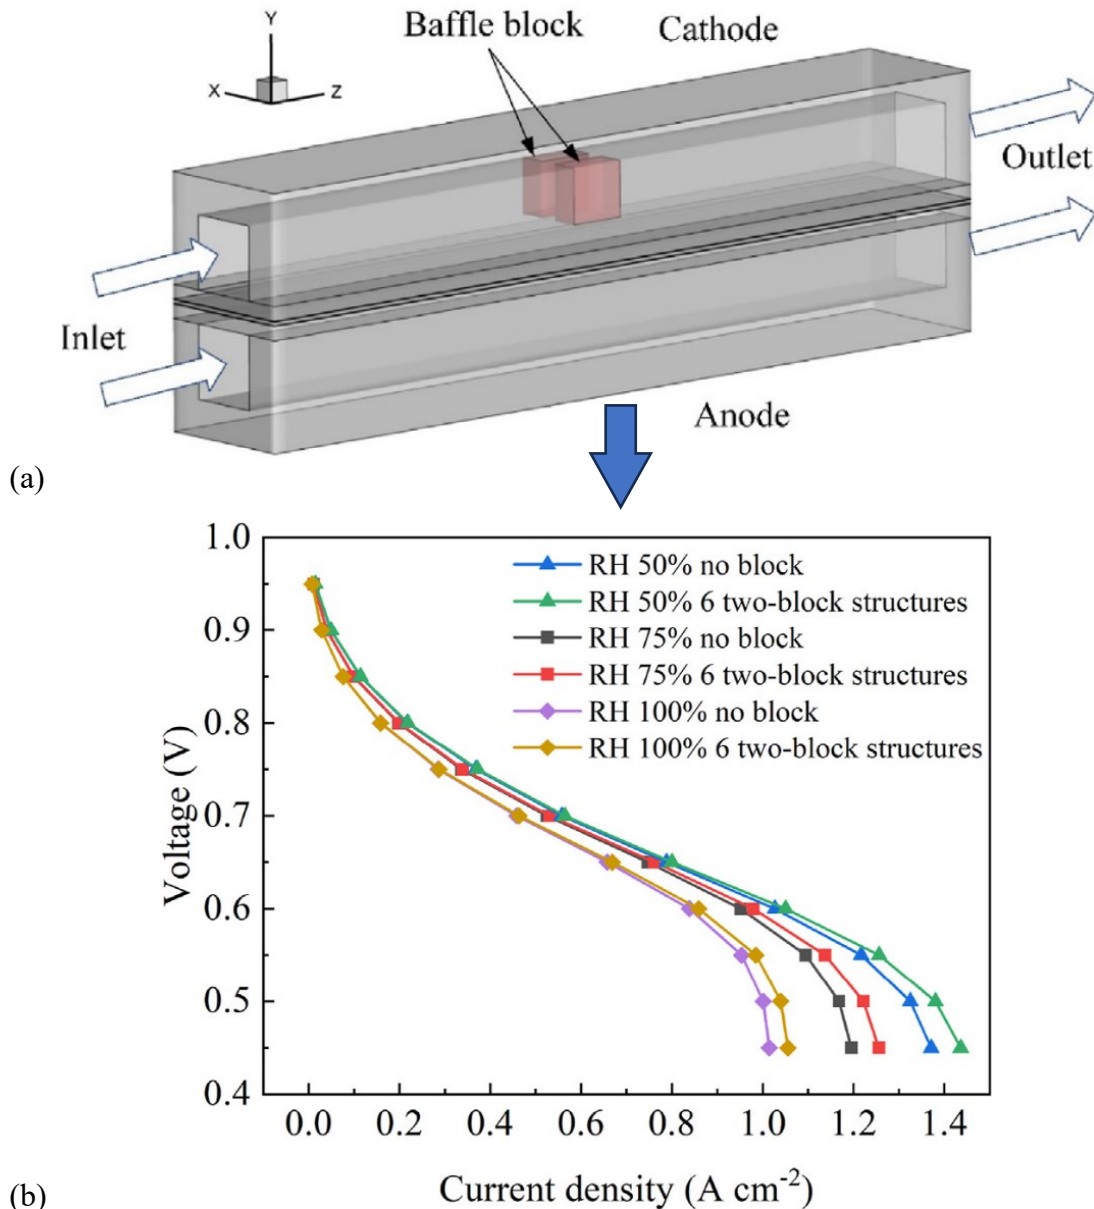 Y
X
Z
Baffle block
Cathode
Outlet
Inlet
Anode
(a)
1.0
0.9
0.8
0.7
0.6
0.5
0.4
Voltage (V)
RH 50% no block
RH 50% 6 two-block structures
RH 75% no block
RH 75% 6 two-block structures
RH 100% no block
RH 100% 6 two-block structures
0.0 0.2 0.4 0.6 0.8 1.0 1.2 1.4
Current density (A cm⁻²)
(b)